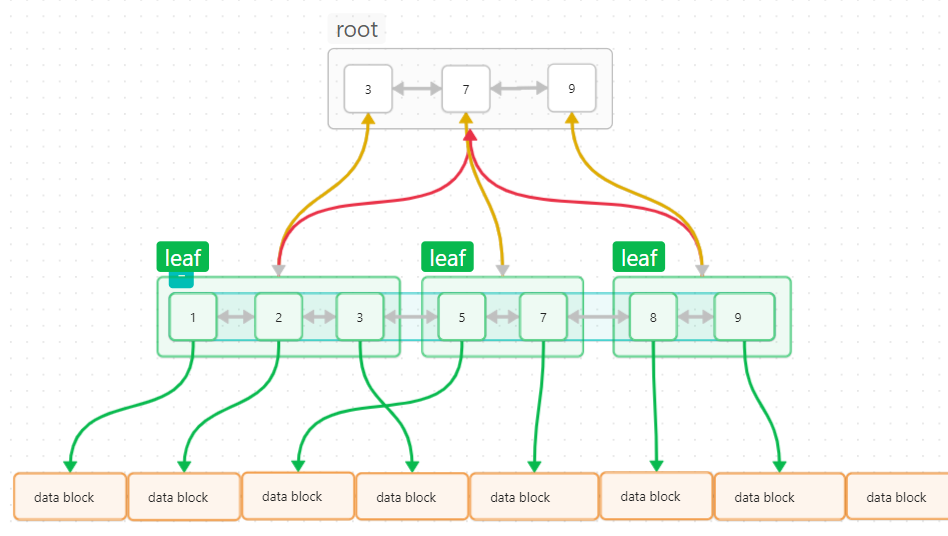 root
3
7
9
leaf
leaf
leaf
1
2
3
5
7
8
9
data block
data block
data block
data block
data block
data block
data block
data block